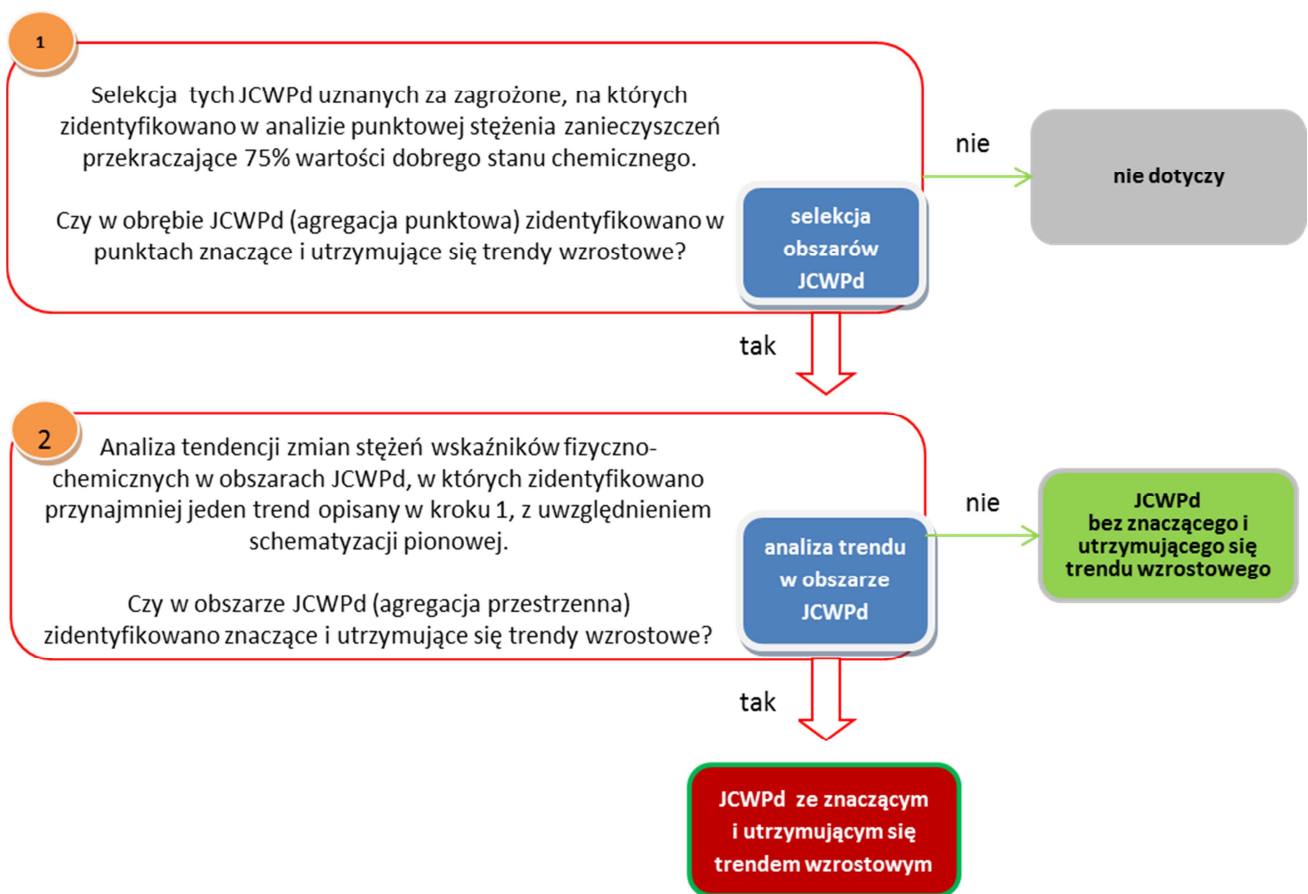 1
Selekcja tych JCWPd uznanych za zagrożone, na których
zidentyfikowano w analizie punktowej stężenia zanieczyszczeń
przekraczające 75% wartości dobrego stanu chemicznego.
Czy w obrębie JCWPd (agregacja punktowa) zidentyfikowano w
punktach znaczące i utrzymujące się trendy wzrostowe?
selekcja
obszarów
JCWPd
nie
nie dotyczy
tak
2
Analiza tendencji zmian stężeń wskaźników fizyczno-
chemicznych w obszarach JCWPd, w których zidentyfikowano
przynajmniej jeden trend opisany w kroku 1, z uwzględnieniem
schematyzacji pionowej.
Czy w obszarze JCWPd (agregacja przestrzenna)
zidentyfikowano znaczące i utrzymujące się trendy wzrostowe?
analiza trendu
w obszarze
JCWPd
nie
JCWPd
bez znaczącego i
utrzymującego się
trendu wzrostowego
tak
JCWPd ze znaczącym
i utrzymującym się
trendem wzrostowym